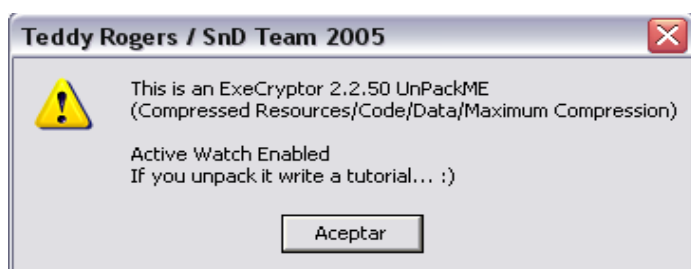 Teddy Rogers / SnD Team 2005
This is an ExeCryptor 2.2.50 UnPackME
(Compressed Resources/Code/Data/Maximum Compression)
Active Watch Enabled
If you unpack it write a tutorial... :)
Aceptar